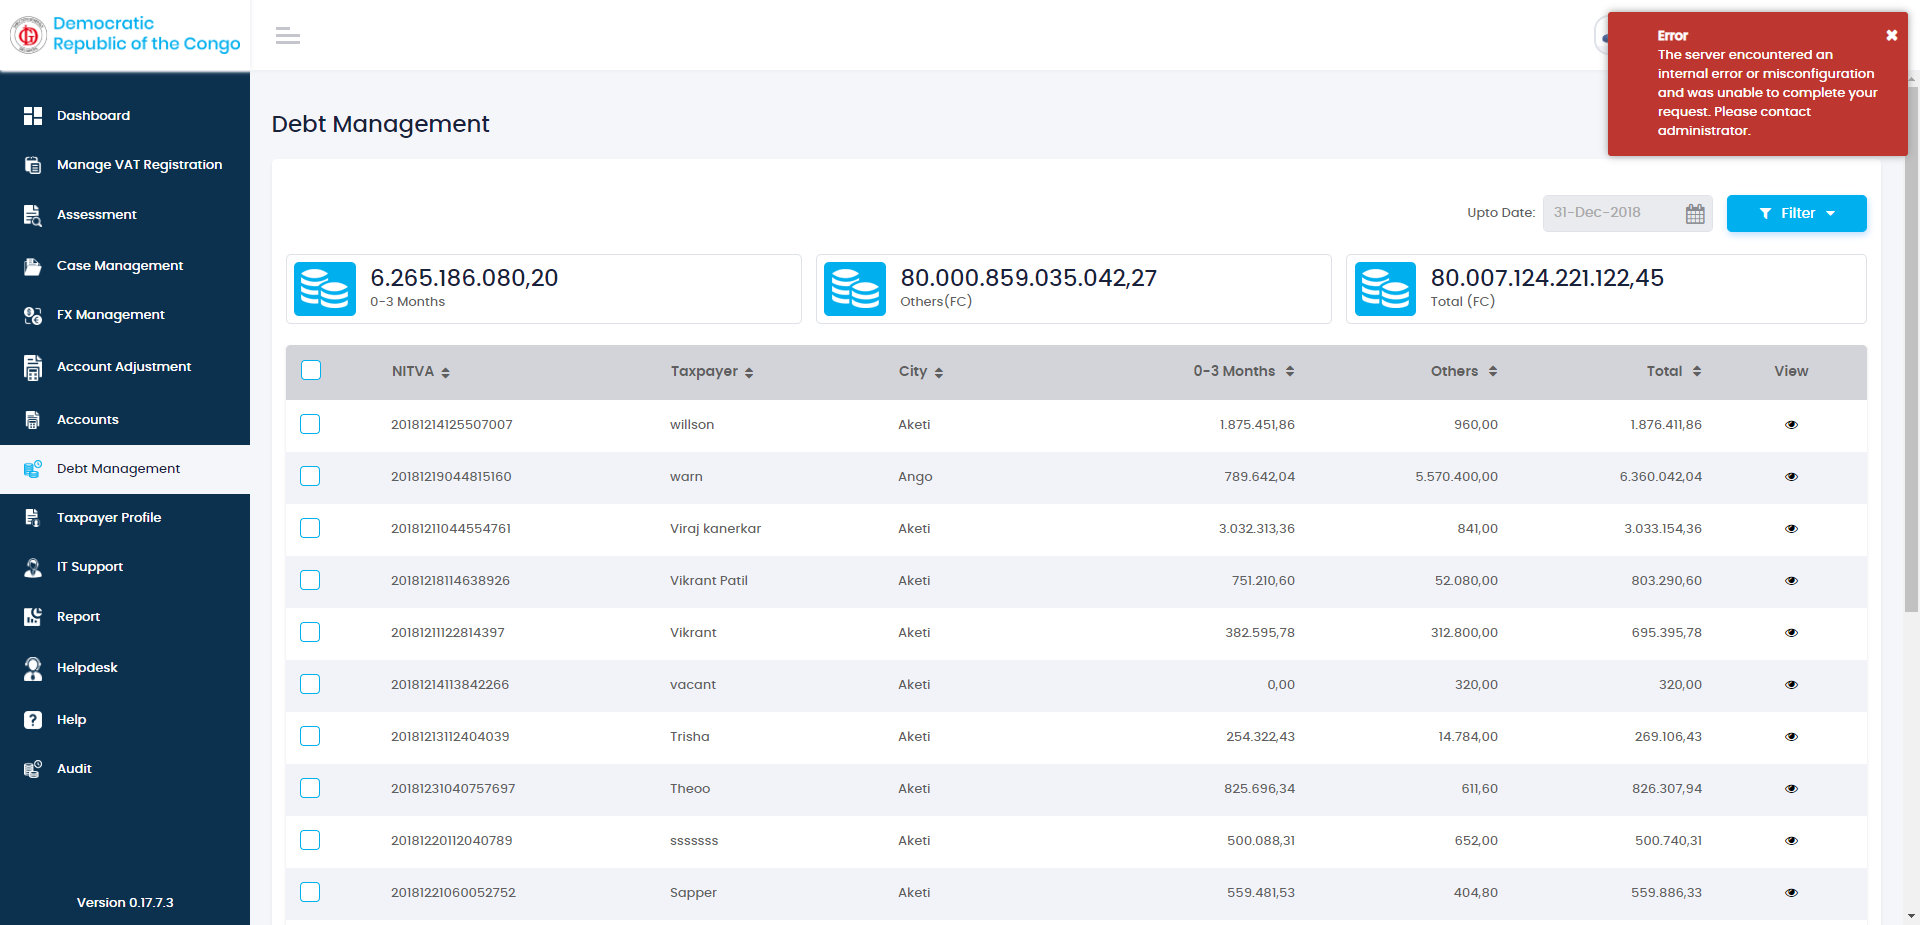 Democratic
Republic of the Congo
Error
The server encountered an
internal error or misconfiguration
and was unable to complete your
request. Please contact
administrator.
Dashboard
Manage VAT Registration
Assessment
Case Management
FX Management
Account Adjustment
Accounts
Debt Management
Taxpayer Profile
IT Support
Report
Helpdesk
Help
Audit
Version 0.17.7.3
Debt Management
Upto Date: 31-Dec-2018 Filter
6.265.186.080,20
0-3 Months
80.000.859.035.042,27
Others(FC)
80.007.124.221.122,45
Total (FC)
NITVA Taxpayer City 0-3 Months Others Total View
20181214125507007 willson Aketi 1.875.451,86 960,00 1.876.411,86
20181219044815160 warn Ango 789.642,04 5.570.400,00 6.360.042,04
20181211044554761 Viraj kanerkar Aketi 3.032.313,36 841,00 3.033.154,36
20181218114638926 Vikrant Patil Aketi 751.210,60 52.080,00 803.290,60
20181211122814397 Vikrant Aketi 382.595,78 312.800,00 695.395,78
20181214113842266 vacant Aketi 0,00 320,00 320,00
20181213112404039 Trisha Aketi 254.322,43 14.784,00 269.106,43
20181231040757697 Theoo Aketi 825.696,34 611,60 826.307,94
20181220112040789 sssssss Aketi 500.088,31 652,00 500.740,31
20181221060052752 Sapper Aketi 559.481,53 404,80 559.886,33